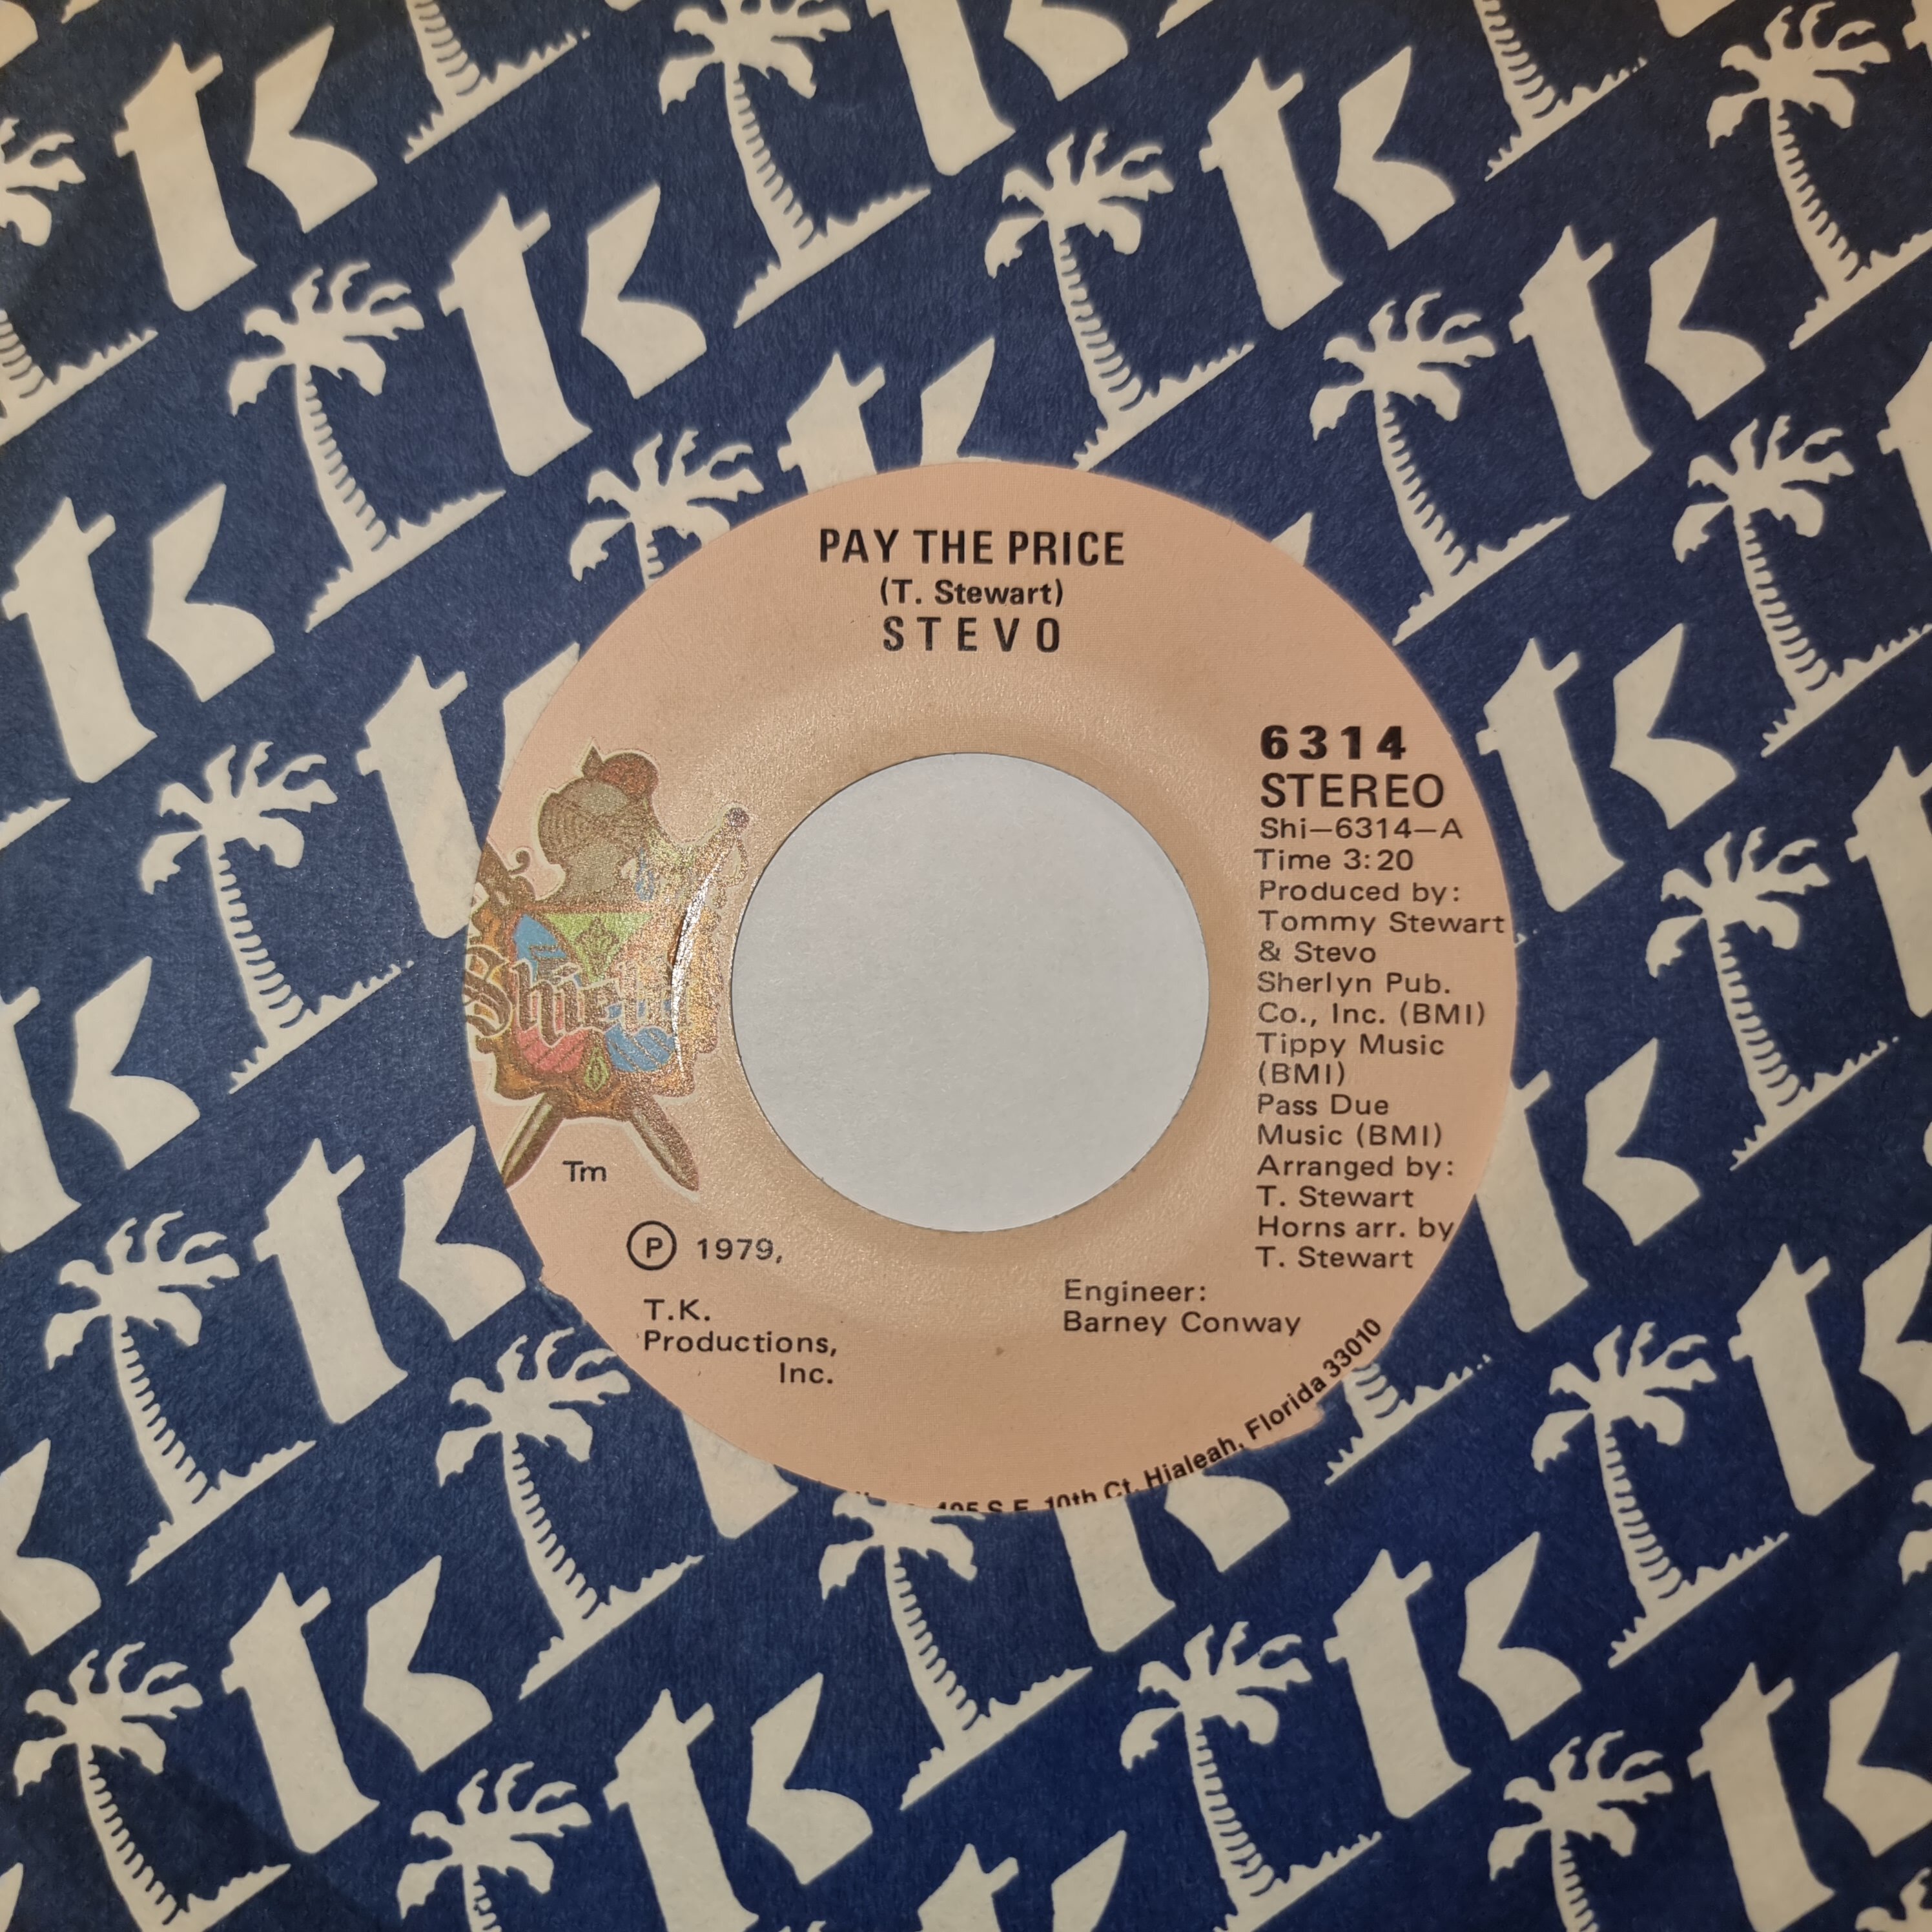 PAY THE PRICE
(T. Stewart)
STEVO
6314
STEREO
Shi—6314—A
Time 3:20
Produced by:
Tommy Stewart
& Stevo
Sherlyn Pub.
Co., Inc. (BMI)
Tippy Music
(BMI)
Pass Due
Music (BMI)
Arranged by:
T. Stewart
Horns arr. by
T. Stewart
Shield
Tm
Ⓟ 1979,
T.K.
Productions,
Inc.
Engineer:
Barney Conway
495 S.E. 10th Ct. Hialeah, Florida 33010